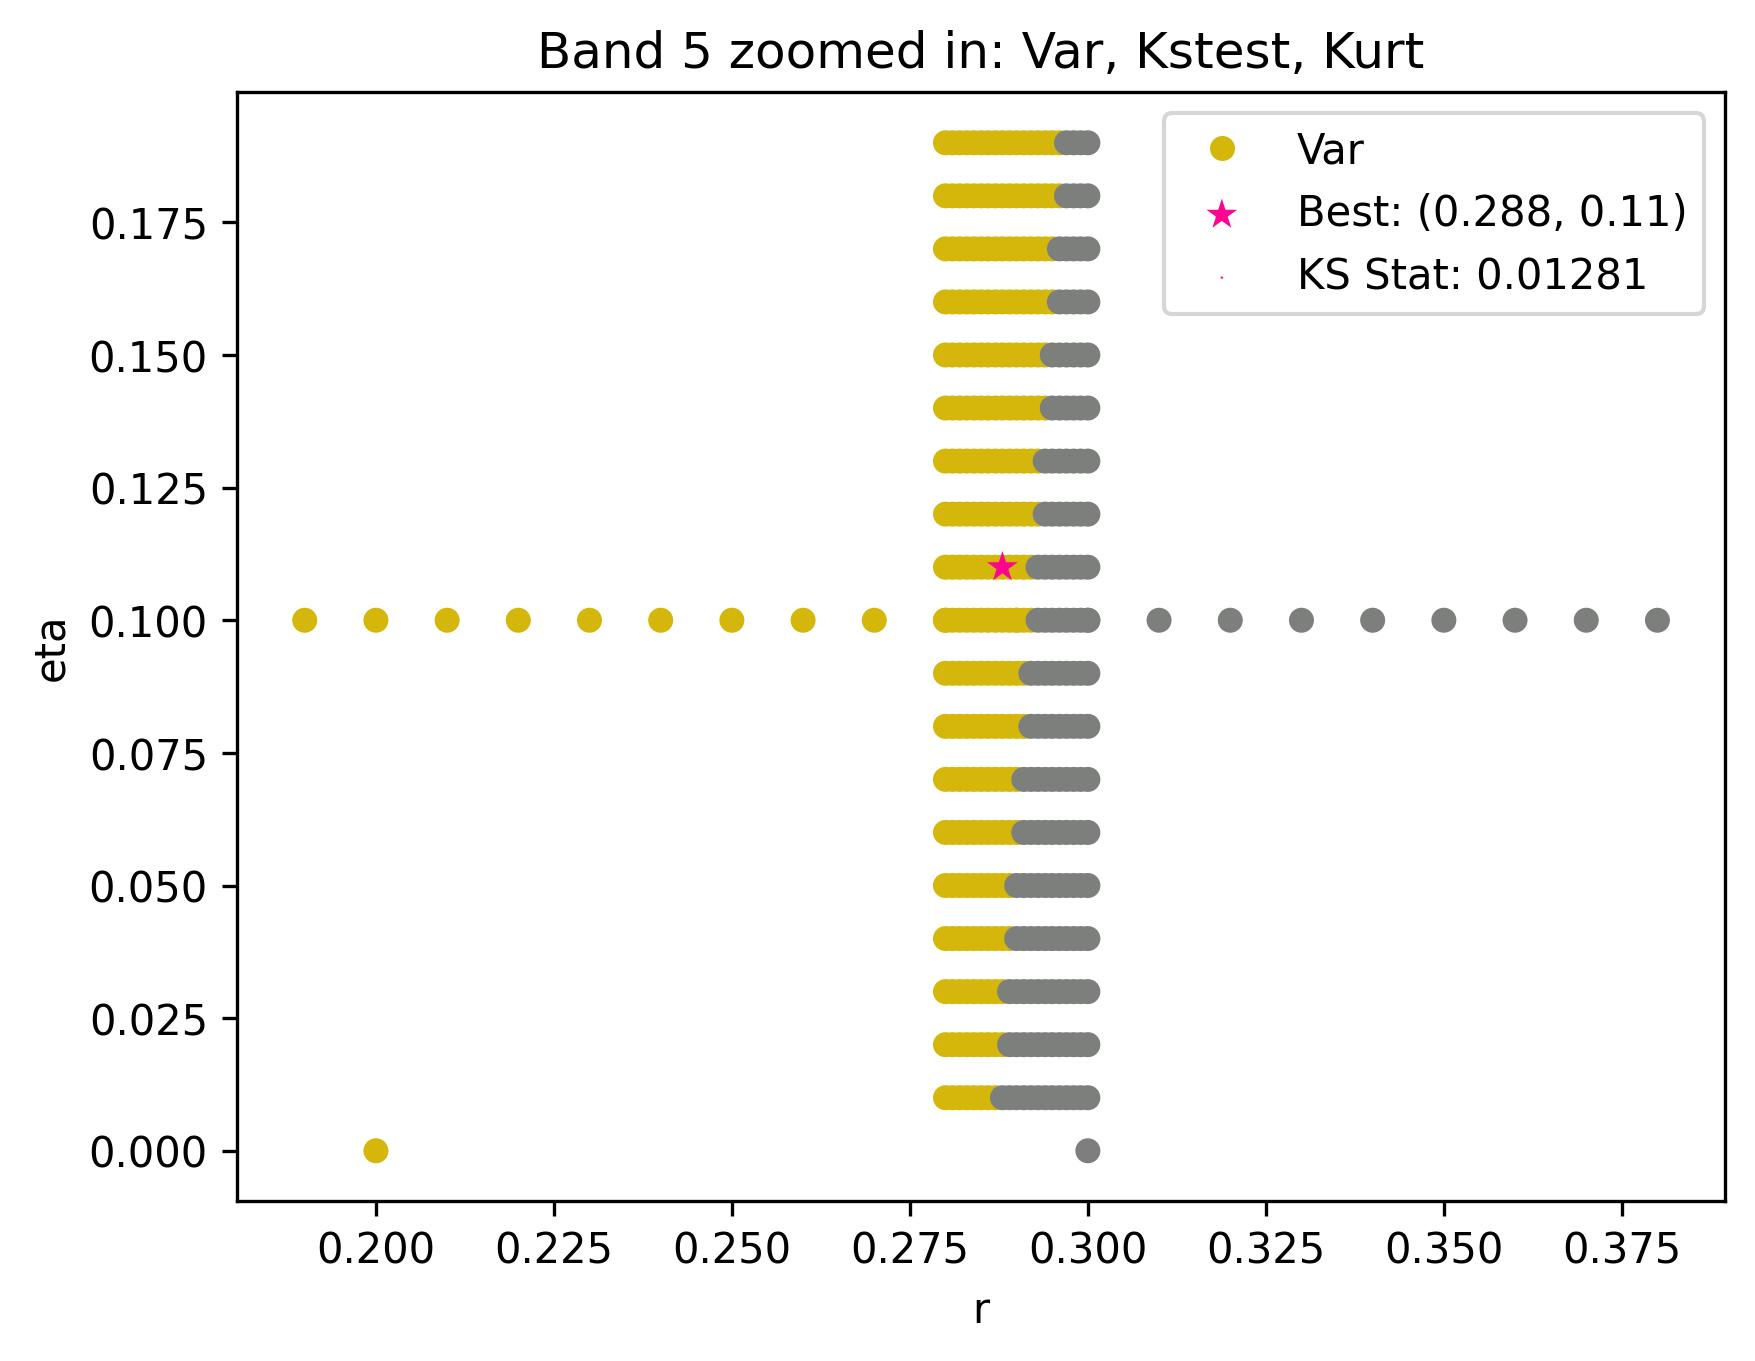 Band 5 zoomed in: Var, Kstest, Kurt
Var
Best: (0.288, 0.11)
KS Stat: 0.01281
eta
0.175
0.150
0.125
0.100
0.075
0.050
0.025
0.000
0.200 0.225 0.250 0.275 0.300 0.325 0.350 0.375
r